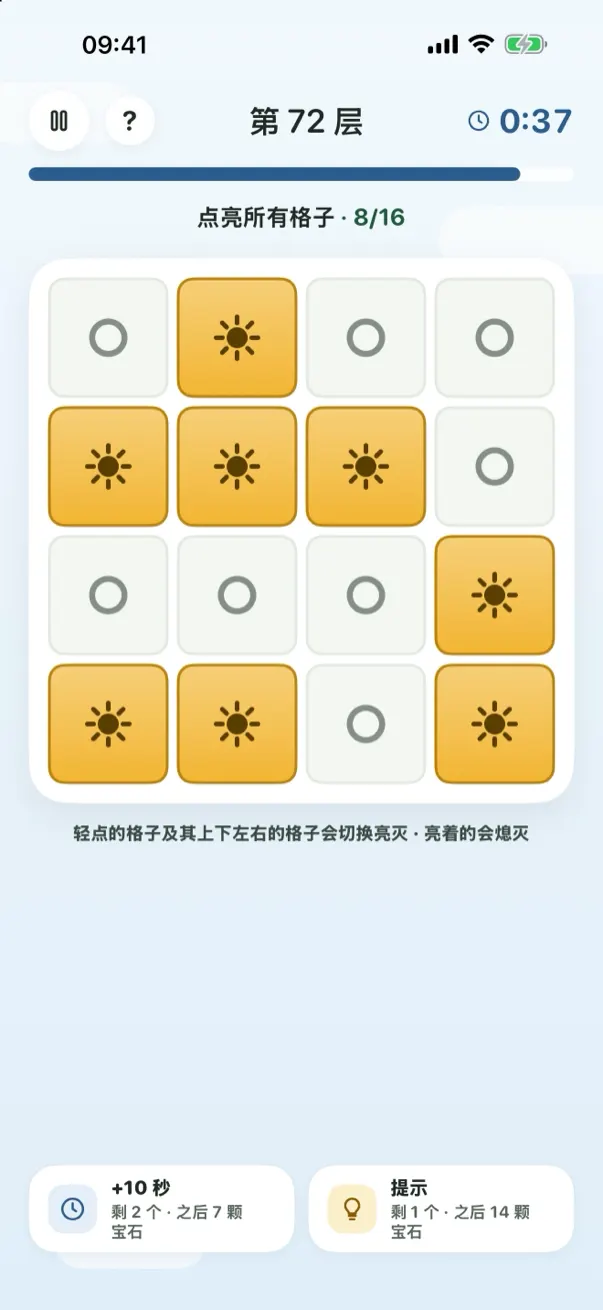 09:41
?
第 72 层
0:37
点亮所有格子 · 8/16
轻点的格子及其上下左右的格子会切换亮灭 · 亮着的会熄灭
+10 秒
剩 2 个 · 之后 7 颗
宝石
提示
剩 1 个 · 之后 14 颗
宝石